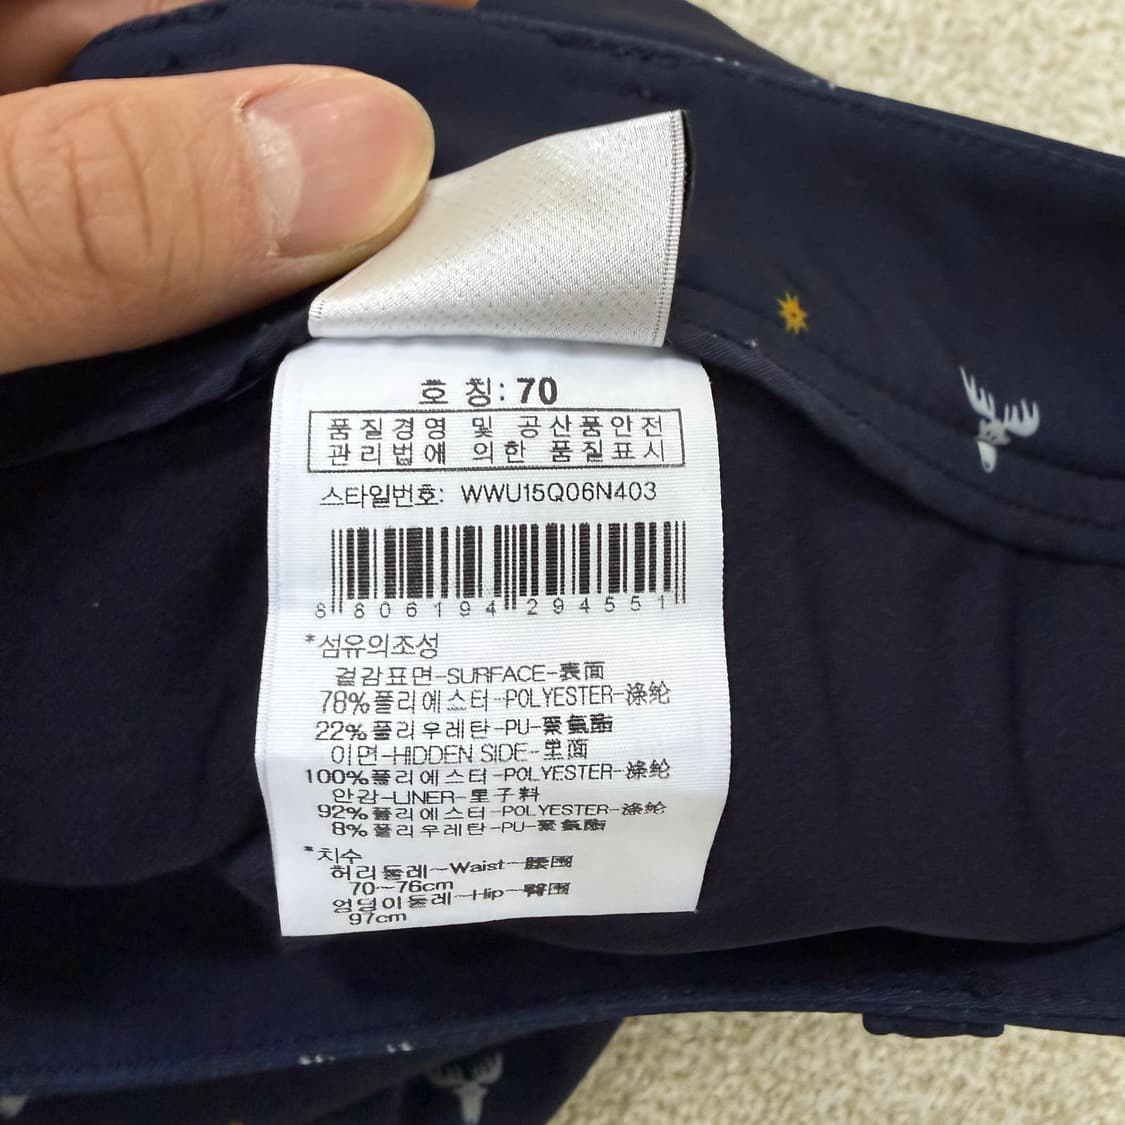 호 칭: 70
품질경영 및 공산품안전
관리법에 의한 품질표시
스타일번호: WWU15Q06N403
8 806194 294551
*섬유의조성
겉감표면-SURFACE-表面
78%폴리에스터-POLYESTER-涤纶
22%폴리우레탄-PU-聚氨酯
이면-HIDDEN SIDE-里面
100%폴리에스터-POLYESTER-涤纶
안감-LINER-里子料
92%폴리에스터-POLYESTER-涤纶
8%폴리우레탄-PU-聚氨酯
*치수
허리둘레-Waist-腰围
70~76cm
엉덩이둘레-Hip-臀围
97cm